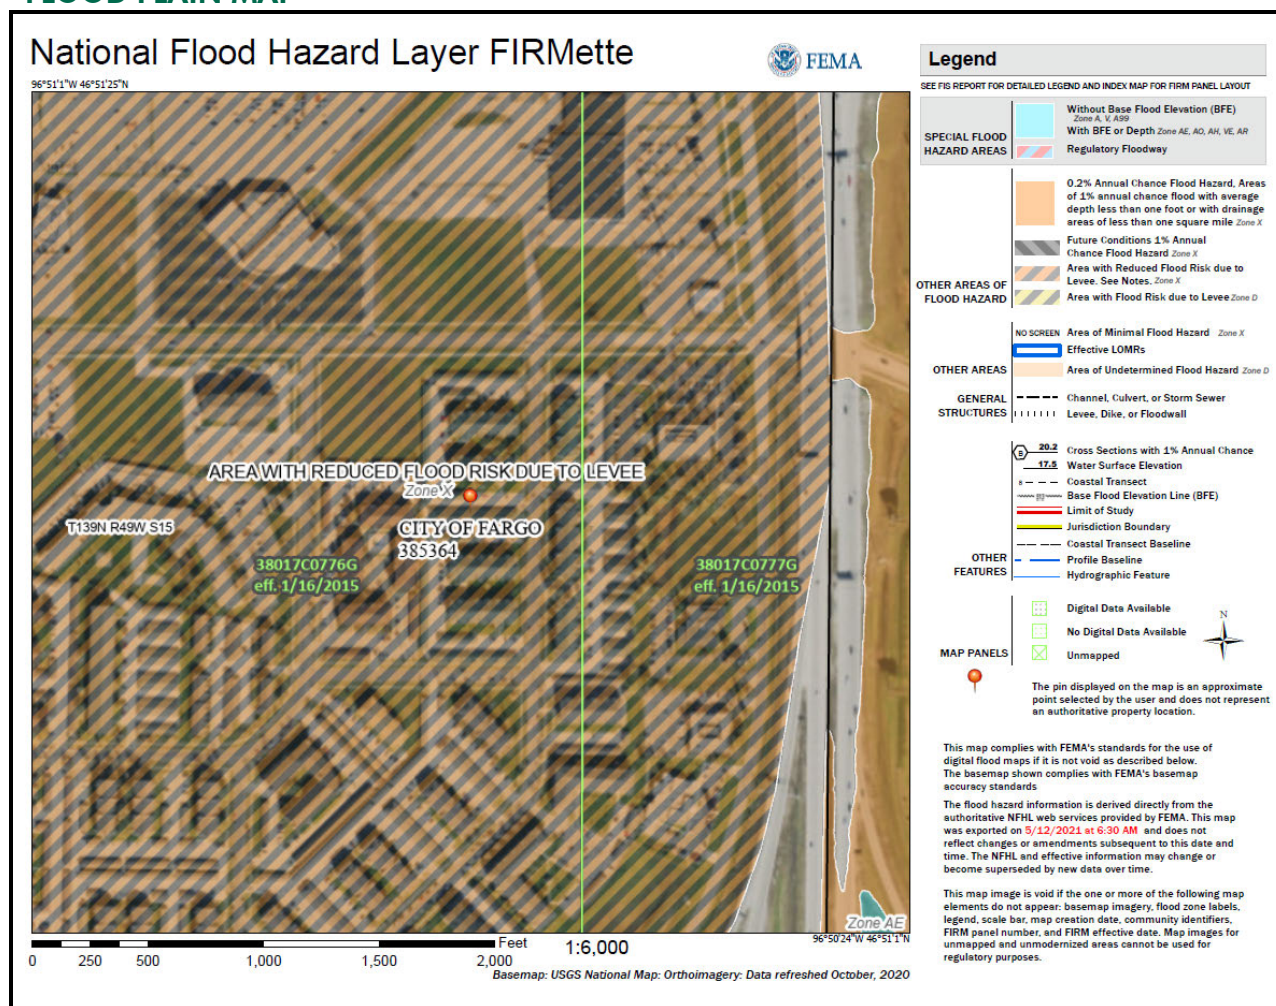 FLOOD PLAIN MAP
National Flood Hazard Layer FIRMette
FEMA
96°51'1"W 46°51'25"N
AREA WITH REDUCED FLOOD RISK DUE TO LEVEE
Zone X
T139N R49W S15
CITY OF FARGO
385364
38017C0776G
eff. 1/16/2015
38017C0777G
eff. 1/16/2015
Zone AE
96°50'24"W 46°51'1"N
Feet
1:6,000
0
250
500
1,000
1,500
2,000
Basemap: USGS National Map: Orthoimagery: Data refreshed October, 2020
Legend
SEE FIS REPORT FOR DETAILED LEGEND AND INDEX MAP FOR FIRM PANEL LAYOUT
SPECIAL FLOOD
HAZARD AREAS
Without Base Flood Elevation (BFE)
Zone A, V, A99
With BFE or Depth Zone AE, AO, AH, VE, AR
Regulatory Floodway
0.2% Annual Chance Flood Hazard, Areas
of 1% annual chance flood with average
depth less than one foot or with drainage
areas of less than one square mile Zone X
Future Conditions 1% Annual
Chance Flood Hazard Zone X
Area with Reduced Flood Risk due to
Levee. See Notes. Zone X
Area with Flood Risk due to Levee Zone D
OTHER AREAS OF
FLOOD HAZARD
NO SCREEN Area of Minimal Flood Hazard Zone X
Effective LOMRs
OTHER AREAS
Area of Undetermined Flood Hazard Zone D
GENERAL
STRUCTURES
Channel, Culvert, or Storm Sewer
Levee, Dike, or Floodwall
B 20.2 Cross Sections with 1% Annual Chance
17.5 Water Surface Elevation
8 Coastal Transect
Base Flood Elevation Line (BFE)
Limit of Study
Jurisdiction Boundary
Coastal Transect Baseline
OTHER
FEATURES
Profile Baseline
Hydrographic Feature
Digital Data Available
No Digital Data Available
Unmapped
MAP PANELS
N
The pin displayed on the map is an approximate
point selected by the user and does not represent
an authoritative property location.
This map complies with FEMA's standards for the use of
digital flood maps if it is not void as described below.
The basemap shown complies with FEMA's basemap
accuracy standards
The flood hazard information is derived directly from the
authoritative NFHL web services provided by FEMA. This map
was exported on 5/12/2021 at 6:30 AM and does not
reflect changes or amendments subsequent to this date and
time. The NFHL and effective information may change or
become superseded by new data over time.
This map image is void if the one or more of the following map
elements do not appear: basemap imagery, flood zone labels,
legend, scale bar, map creation date, community identifiers,
FIRM panel number, and FIRM effective date. Map images for
unmapped and unmodernized areas cannot be used for
regulatory purposes.